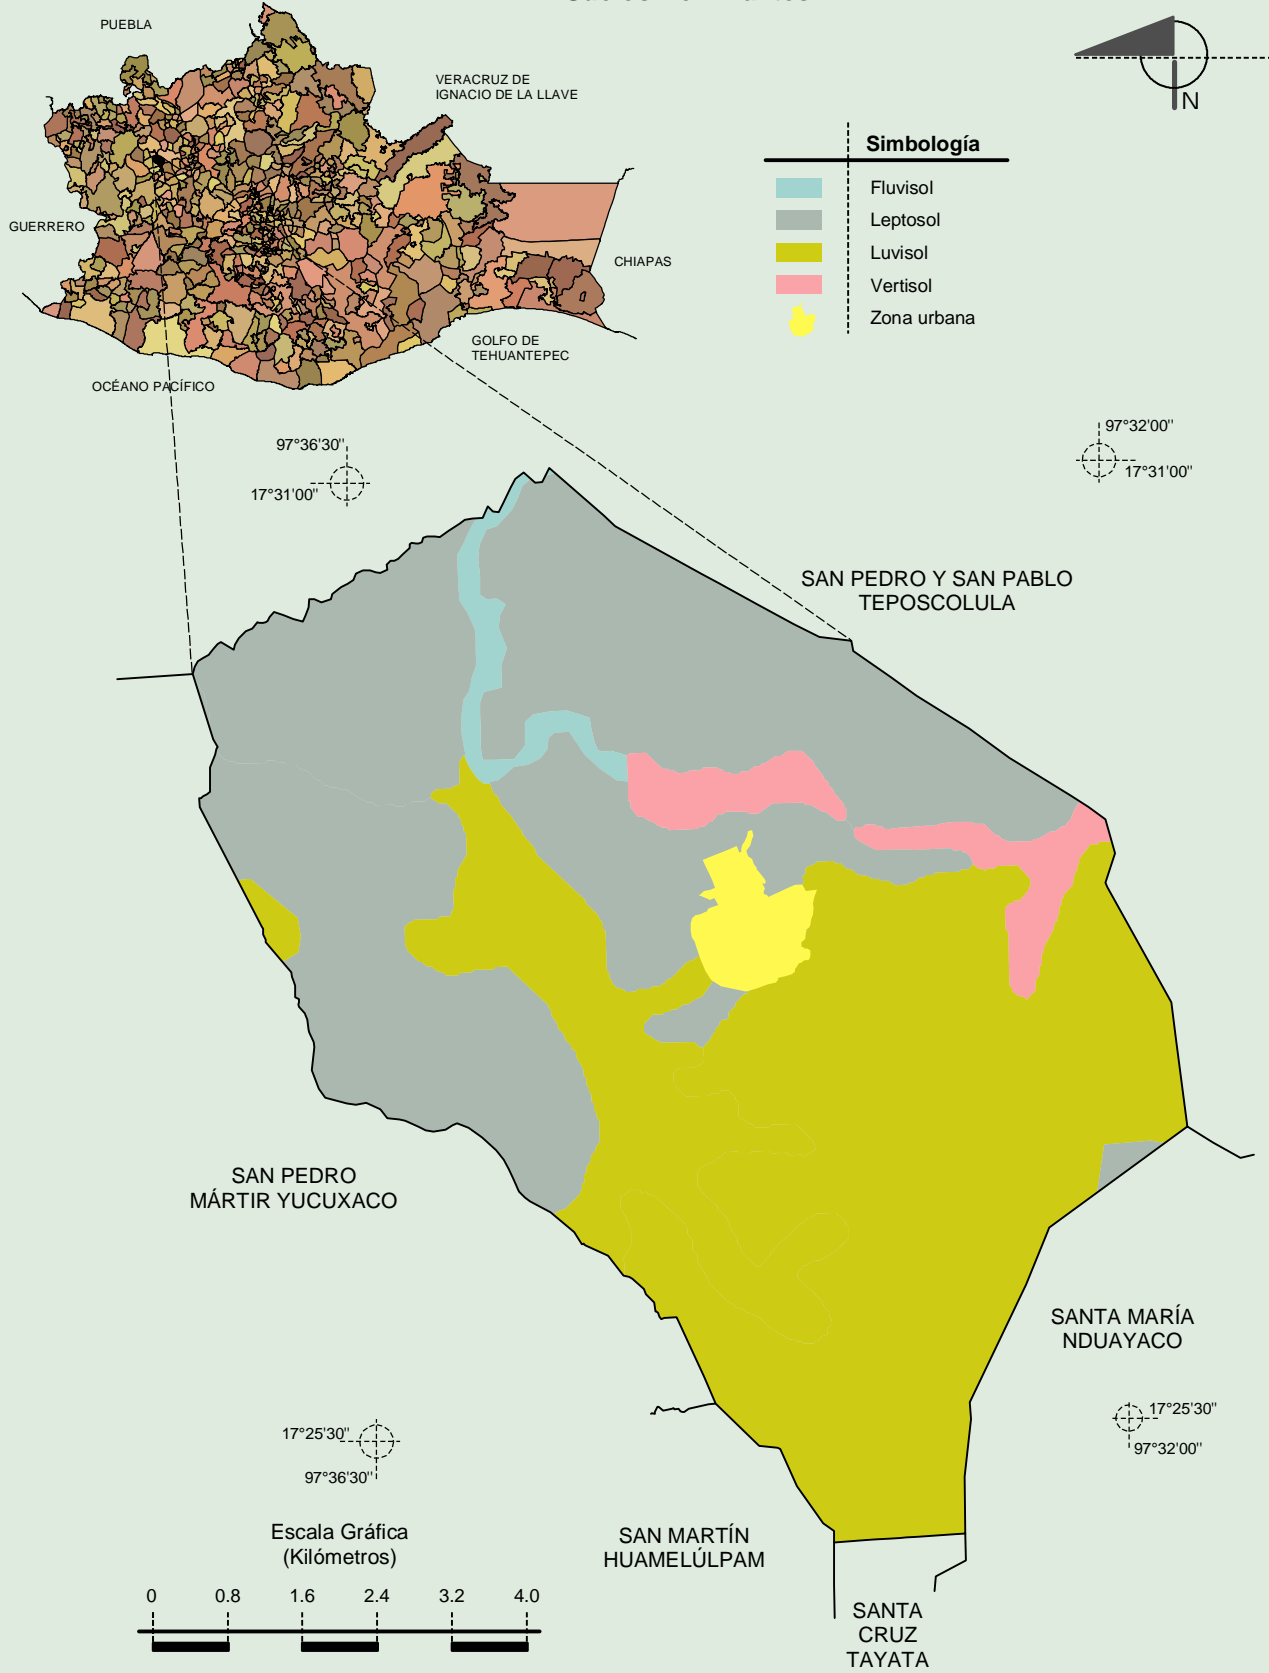 PUEBLA
VERACRUZ DE
IGNACIO DE LA LLAVE
GUERRERO
CHIAPAS
GOLFO DE
TEHUANTEPEC
OCÉANO PACÍFICO
N
Simbología
Fluvisol
Leptosol
Luvisol
Vertisol
Zona urbana
97°36'30"
17°31'00"
97°32'00"
17°31'00"
SAN PEDRO Y SAN PABLO
TEPOSCOLULA
SAN PEDRO
MÁRTIR YUCUXACO
SANTA MARÍA
NDUAYACO
17°25'30"
97°36'30"
17°25'30"
97°32'00"
Escala Gráfica
(Kilómetros)
0 0.8 1.6 2.4 3.2 4.0
SAN MARTÍN
HUAMELÚLPAM
SANTA
CRUZ
TAYATA